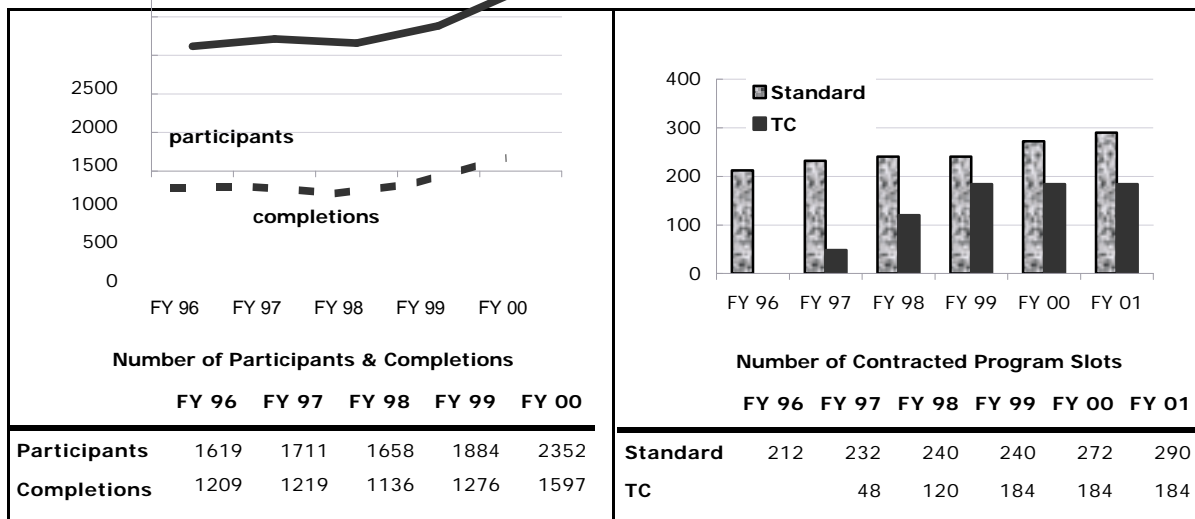 2500
2000
participants
1500
1000
completions
500
0
FY 96 FY 97 FY 98 FY 99 FY 00
Number of Participants & Completions
FY 96 FY 97 FY 98 FY 99 FY 00
Participants 1619 1711 1658 1884 2352
Completions 1209 1219 1136 1276 1597
400
Standard
TC
300
200
100
0
FY 96 FY 97 FY 98 FY 99 FY 00 FY 01
Number of Contracted Program Slots
FY 96 FY 97 FY 98 FY 99 FY 00 FY 01
Standard 212 232 240 240 272 290
TC 48 120 184 184 184